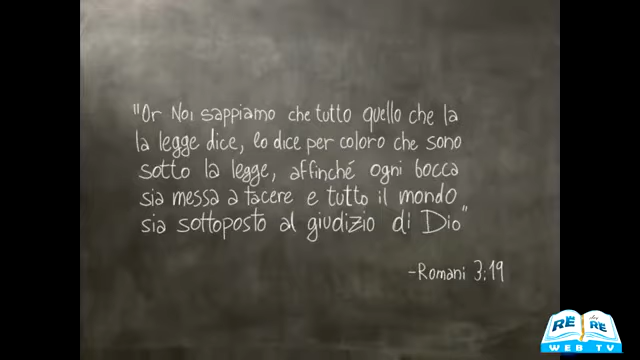 "Or Noi sappiamo che tutto quello che la
la legge dice, lo dice per coloro che sono
sotto la legge, affinché ogni bocca
sia messa a tacere e tutto il mondo
sia sottoposto al giudizio di Dio"
-Romani 3:19
RE dei RE
WEB TV